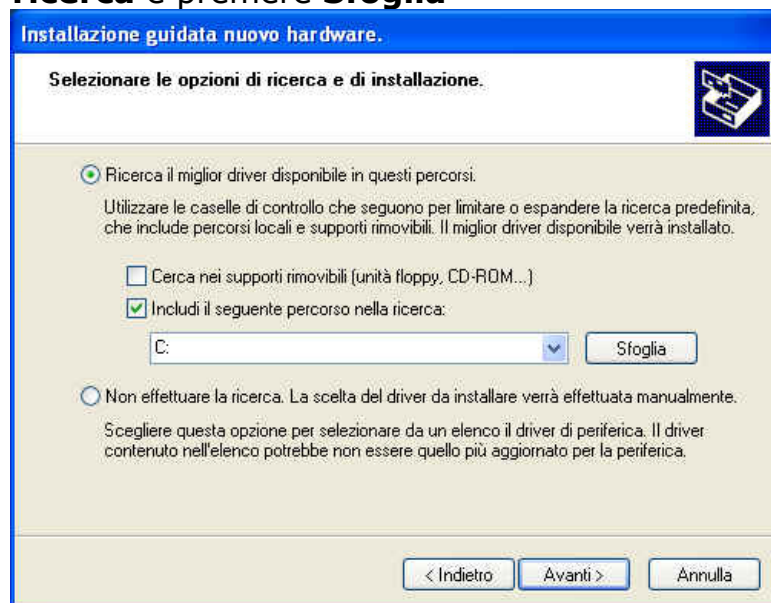 ricerca e premere Sfoglia
Installazione guidata nuovo hardware.
Selezionare le opzioni di ricerca e di installazione.
Ricerca il miglior driver disponibile in questi percorsi.
Utilizzare le caselle di controllo che seguono per limitare o espandere la ricerca predefinita,
che include percorsi locali e supporti rimovibili. Il miglior driver disponibile verrà installato.
Cerca nei supporti rimovibili (unità floppy, CD-ROM...)
Includi il seguente percorso nella ricerca:
C:
Sfoglia
Non effettuare la ricerca. La scelta del driver da installare verrà effettuata manualmente.
Scegliere questa opzione per selezionare da un elenco il driver di periferica. Il driver
contenuto nell'elenco potrebbe non essere quello più aggiornato per la periferica.
< Indietro
Avanti >
Annulla